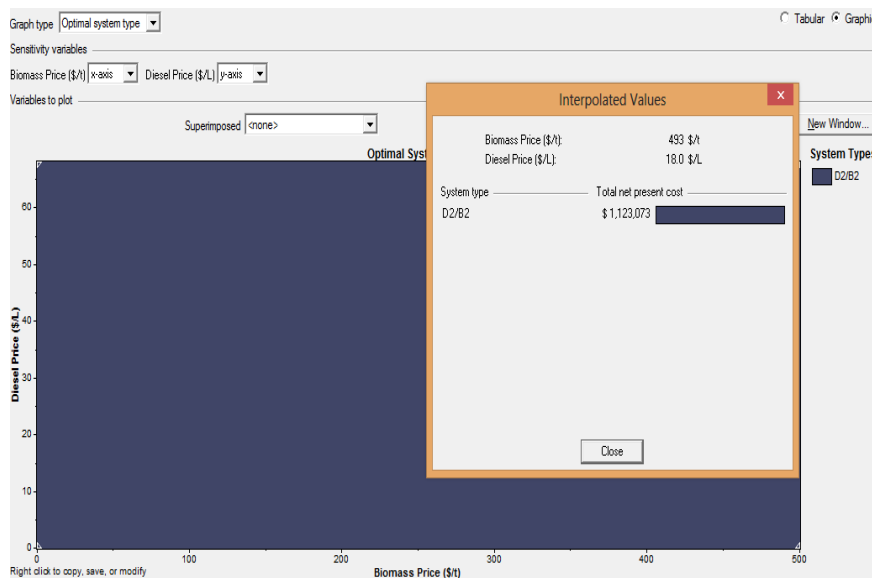 Graph type Optimal system type Tabular Graphic
Sensitivity variables
Biomass Price ($/t) x-axis Diesel Price ($/L) y-axis
Variables to plot
Superimposed <none> New Window...
Optimal Syst System Types
D2/B2
Interpolated Values
x
Biomass Price ($/t): 493 $/t
Diesel Price ($/L): 18.0 $/L
System type Total net present cost
D2/B2 $ 1,123,073
Close
Diesel Price ($/L)
60
50
40
30
20
10
0
0 100 200 300 400 500
Right click to copy, save, or modify Biomass Price ($/t)